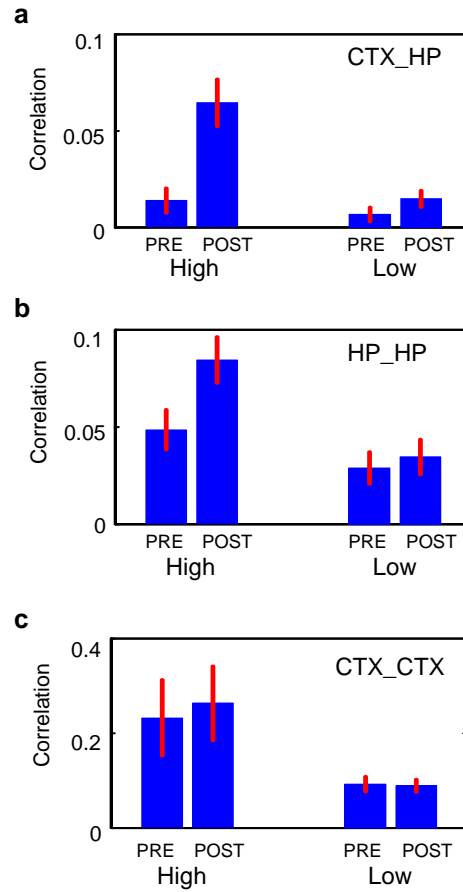 a
0.1
CTX_HP
Correlation
0.05
0
PRE POST PRE POST
High Low
b
0.1
HP_HP
Correlation
0.05
0
PRE POST PRE POST
High Low
c
0.4
CTX_CTX
Correlation
0.2
0
PRE POST PRE POST
High Low